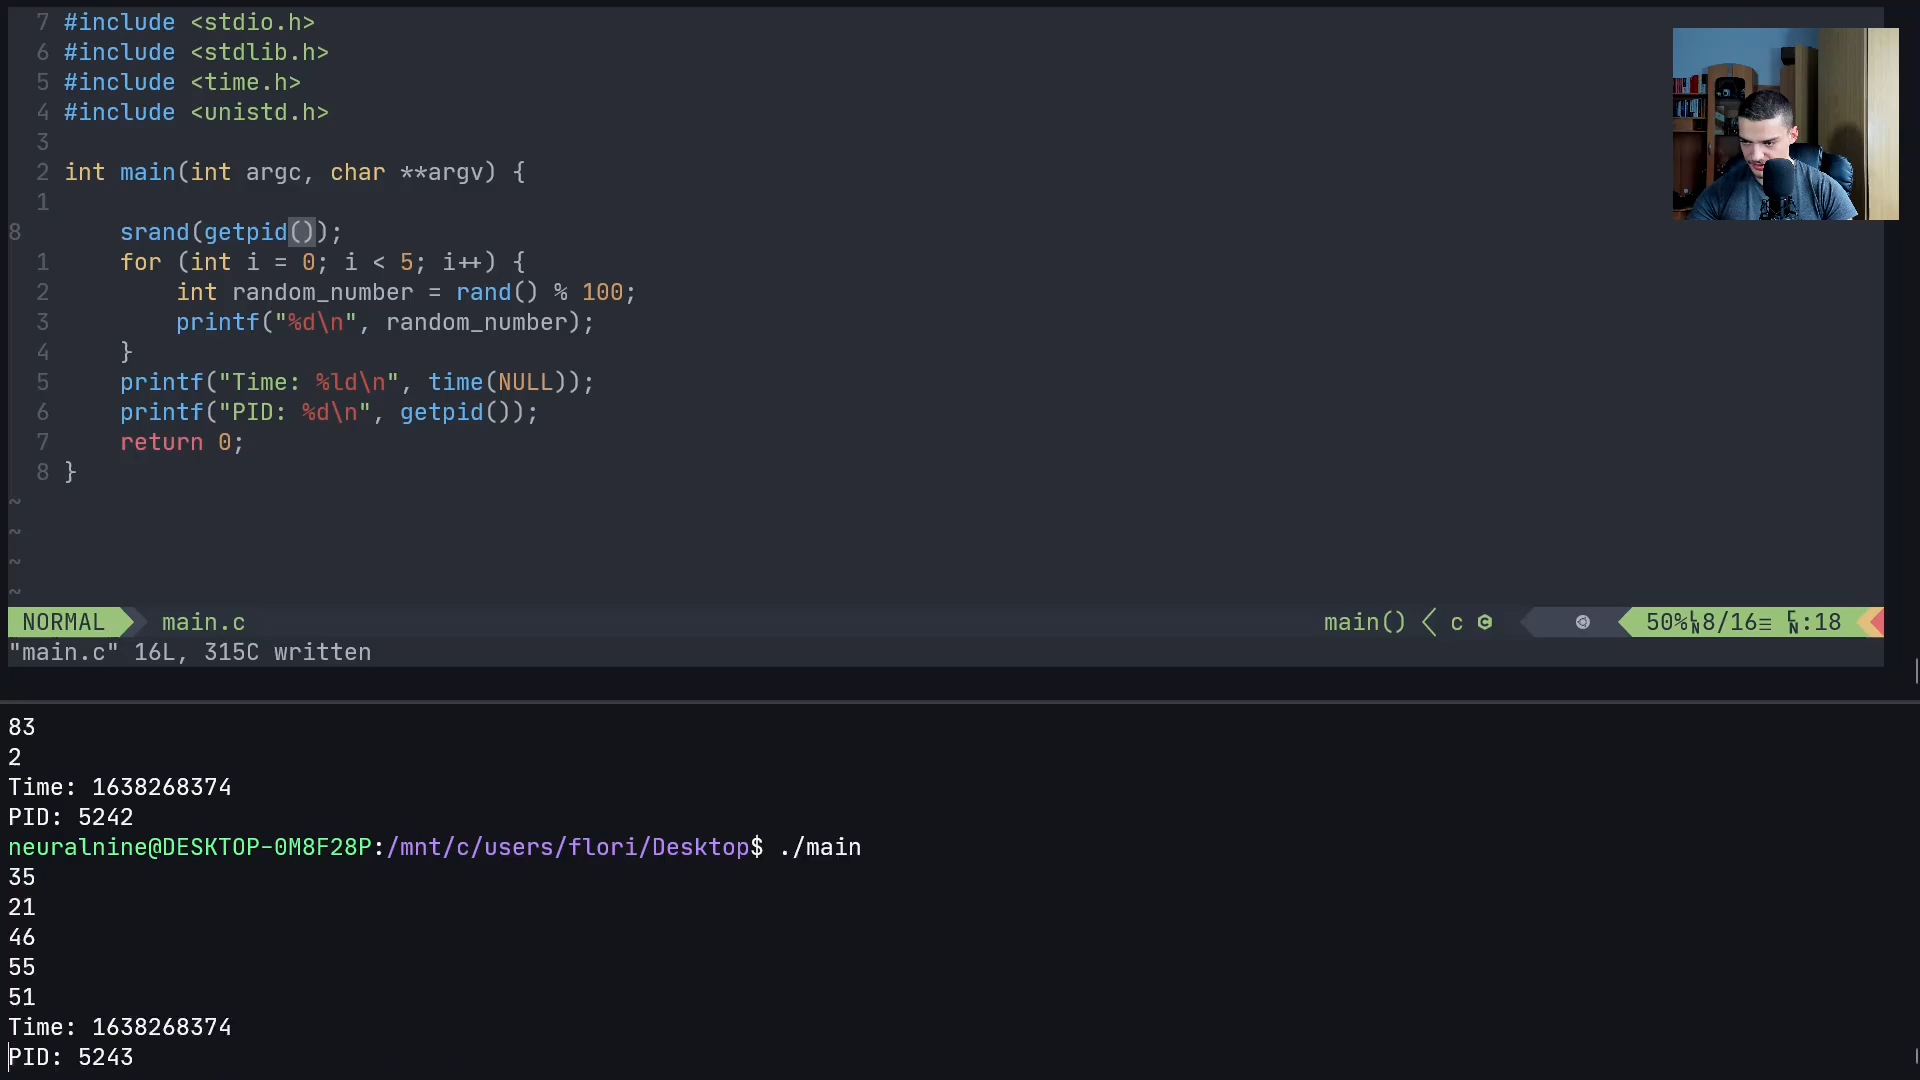 7 #include <stdio.h>
6 #include <stdlib.h>
5 #include <time.h>
4 #include <unistd.h>
3
2 int main(int argc, char **argv) {
1
8 srand(getpid());
1 for (int i = 0; i < 5; i++) {
2 int random_number = rand() % 100;
3 printf("%d\n", random_number);
4 }
5 printf("Time: %ld\n", time(NULL));
6 printf("PID: %d\n", getpid());
7 return 0;
8 }
~
~
~
~
NORMAL main.c main() c 50% LN 8/16≡ CN:18
"main.c" 16L, 315C written
83
2
Time: 1638268374
PID: 5242
neuralnine@DESKTOP-0M8F28P:/mnt/c/users/flori/Desktop$ ./main
35
21
46
55
51
Time: 1638268374
PID: 5243